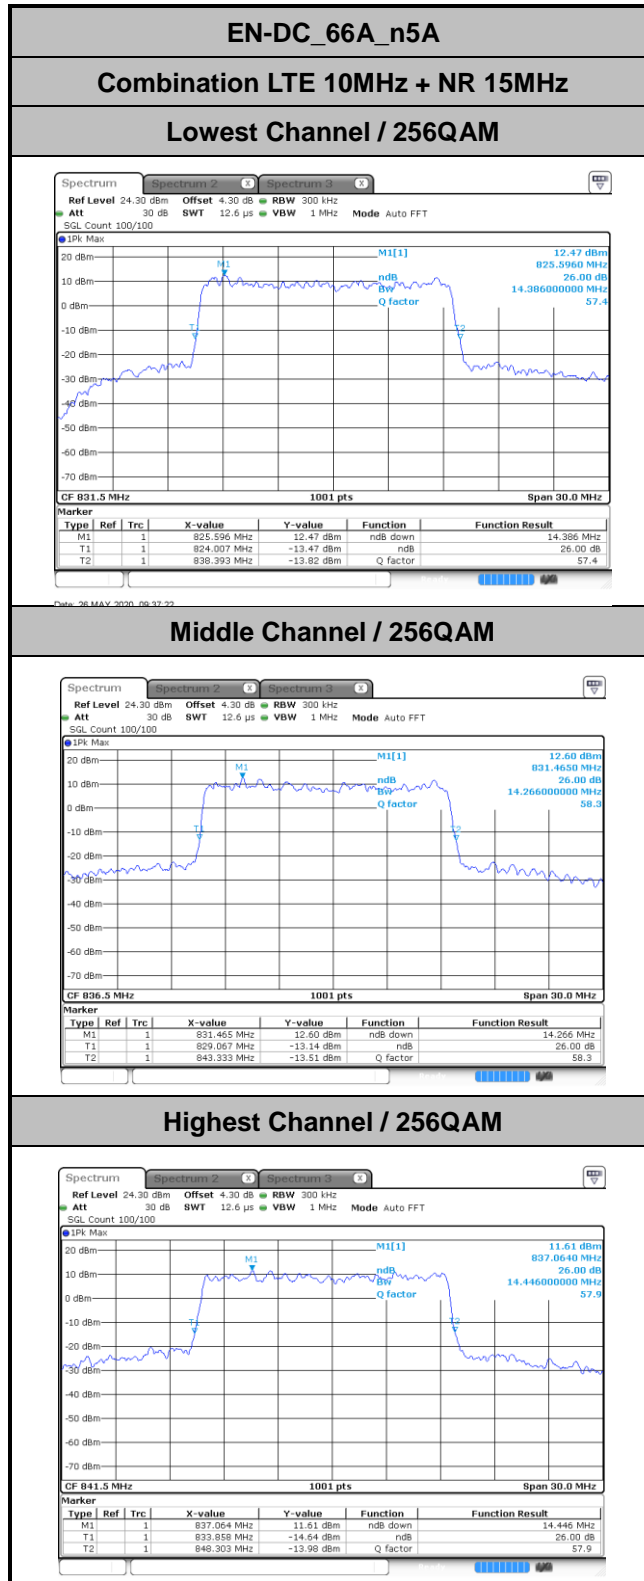 EN-DC_66A_n5A
Combination LTE 10MHz + NR 15MHz
Lowest Channel / 256QAM
Spectrum Spectrum 2 X Spectrum 3 X
Ref Level 24.30 dBm Offset 4.30 dB RBW 300 kHz
Att 30 dB SWT 12.6 µs VBW 1 MHz Mode Auto FFT
SGL Count 100/100
1Pk Max
M1[1] 12.47 dBm
825.5960 MHz
ndB 26.00 dB
Bw 14.386000000 MHz
Q factor 57.4
20 dBm
10 dBm
0 dBm
-10 dBm
-20 dBm
-30 dBm
-40 dBm
-50 dBm
-60 dBm
-70 dBm
M1
T1
T2
CF 831.5 MHz 1001 pts Span 30.0 MHz
Marker
Type Ref Trc X-value Y-value Function Function Result
M1 1 825.596 MHz 12.47 dBm ndB down 14.386 MHz
T1 1 824.007 MHz -13.47 dBm ndB 26.00 dB
T2 1 838.393 MHz -13.82 dBm Q factor 57.4
Date: 26.MAY.2020 09:37:22
Middle Channel / 256QAM
Spectrum Spectrum 2 X Spectrum 3 X
Ref Level 24.30 dBm Offset 4.30 dB RBW 300 kHz
Att 30 dB SWT 12.6 µs VBW 1 MHz Mode Auto FFT
SGL Count 100/100
1Pk Max
M1[1] 12.60 dBm
831.4650 MHz
ndB 26.00 dB
Bw 14.266000000 MHz
Q factor 58.3
20 dBm
10 dBm
0 dBm
-10 dBm
-20 dBm
-30 dBm
-40 dBm
-50 dBm
-60 dBm
-70 dBm
M1
T1
T2
CF 836.5 MHz 1001 pts Span 30.0 MHz
Marker
Type Ref Trc X-value Y-value Function Function Result
M1 1 831.465 MHz 12.60 dBm ndB down 14.266 MHz
T1 1 829.067 MHz -13.14 dBm ndB 26.00 dB
T2 1 843.333 MHz -13.51 dBm Q factor 58.3
Highest Channel / 256QAM
Spectrum Spectrum 2 X Spectrum 3 X
Ref Level 24.30 dBm Offset 4.30 dB RBW 300 kHz
Att 30 dB SWT 12.6 µs VBW 1 MHz Mode Auto FFT
SGL Count 100/100
1Pk Max
M1[1] 11.61 dBm
837.0640 MHz
ndB 26.00 dB
Bw 14.446000000 MHz
Q factor 57.9
20 dBm
10 dBm
0 dBm
-10 dBm
-20 dBm
-30 dBm
-40 dBm
-50 dBm
-60 dBm
-70 dBm
M1
T1
T2
CF 841.5 MHz 1001 pts Span 30.0 MHz
Marker
Type Ref Trc X-value Y-value Function Function Result
M1 1 837.064 MHz 11.61 dBm ndB down 14.446 MHz
T1 1 833.858 MHz -14.64 dBm ndB 26.00 dB
T2 1 848.303 MHz -13.98 dBm Q factor 57.9